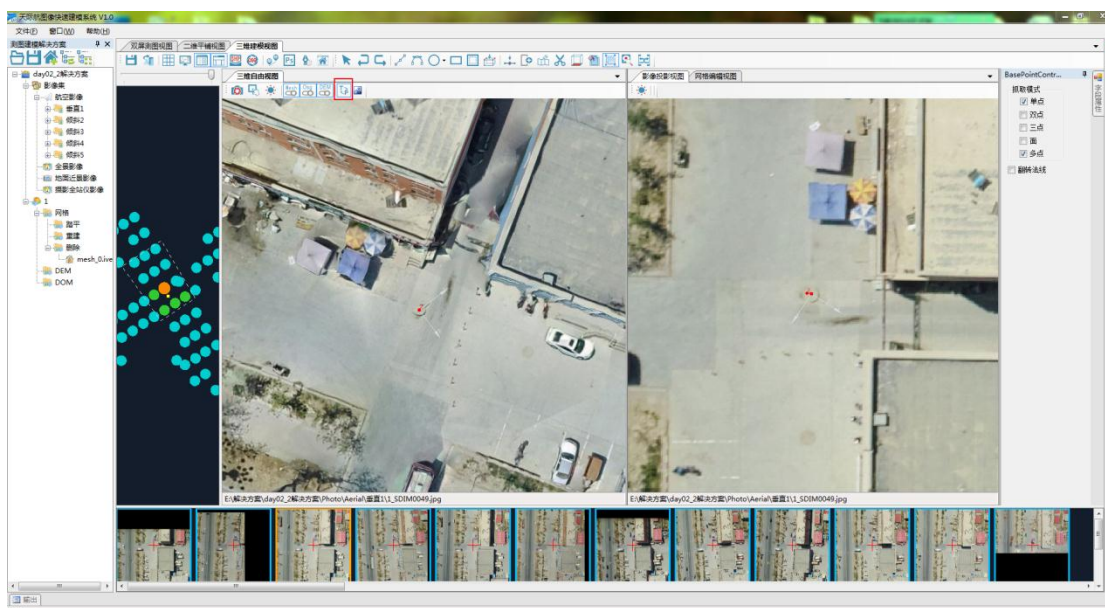 天际航图像快速建模系统 V1.0
文件(F) 窗口(W) 帮助(H)
测图建模解决方案
双屏测图视图 二维平铺视图 三维建模视图
day02_2解决方案
影像集
航空影像
垂直1
倾斜2
倾斜3
倾斜4
倾斜5
全景影像
地面近景影像
摄影全站仪影像
1
网格
踏平
重建
删除
mesh_0.ive
DEM
DOM
三维自由视图
E:\解决方案\day02_2解决方案\Photo\Aerial\垂直1\1_SDIM0049.jpg
影像投影视图 网格编辑视图
E:\解决方案\day02_2解决方案\Photo\Aerial\垂直1\1_SDIM0049.jpg
BasePointContr...
抓取模式
单点
双点
三点
面
多点
翻转法线
字段属性
输出